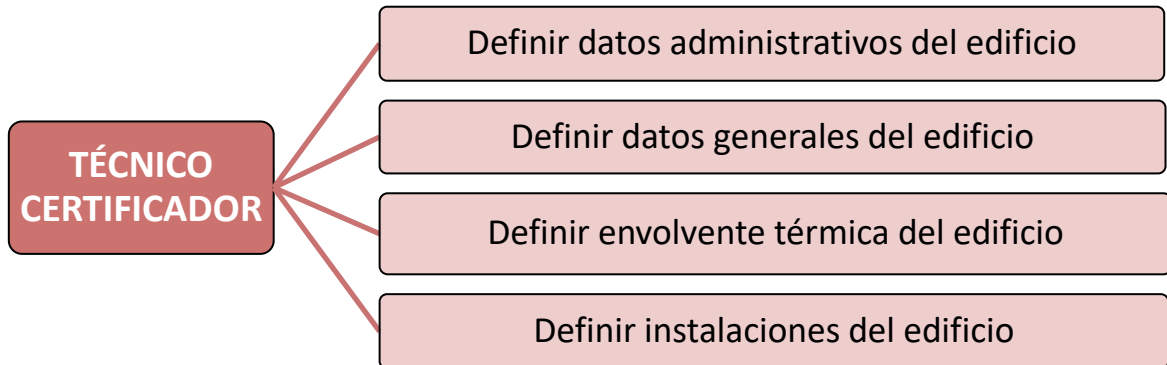 TÉCNICO
CERTIFICADOR
Definir datos administrativos del edificio
Definir datos generales del edificio
Definir envolvente térmica del edificio
Definir instalaciones del edificio